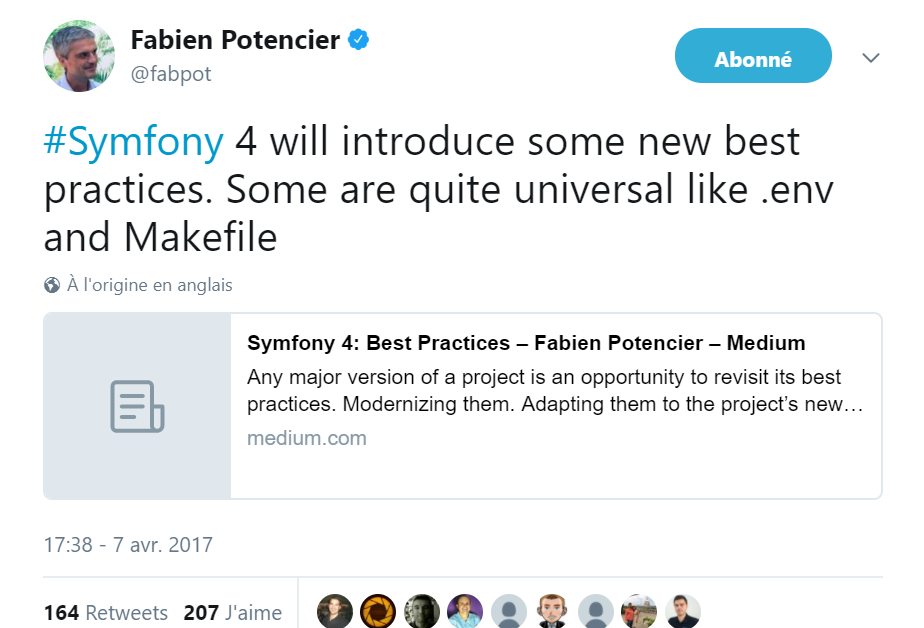 Fabien Potencier
@fabpot
Abonné
#Symfony 4 will introduce some new best
practices. Some are quite universal like .env
and Makefile
À l'origine en anglais
Symfony 4: Best Practices – Fabien Potencier – Medium
Any major version of a project is an opportunity to revisit its best
practices. Modernizing them. Adapting them to the project’s new…
medium.com
17:38 - 7 avr. 2017
164 Retweets 207 J'aime